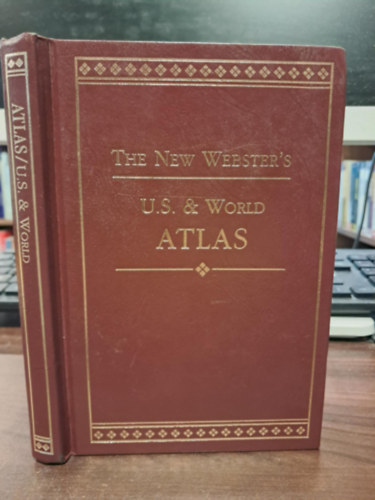 ATLAS/U.S. & WORLD
THE NEW WEBSTER'S
U.S. & WORLD
ATLAS